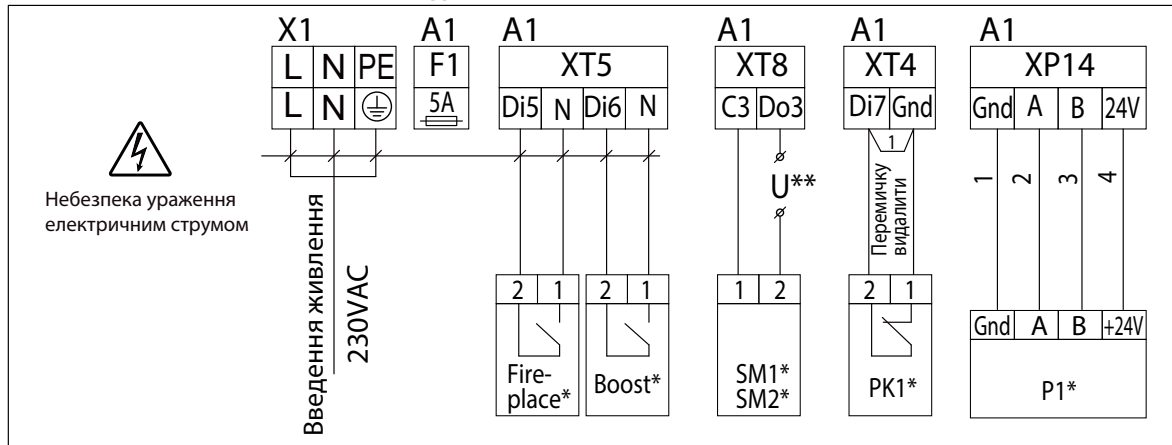 X1 A1 A1 A1 A1 A1
L N PE F1 XT5 XT8 XT4 XP14
L N 5A Di5 N Di6 N C3 Do3 Di7 Gnd Gnd A B 24V
1
U**
Перемичку
видалити
1 2 3 4
Небезпека ураження
електричним струмом
Введення живлення
230VAC
2 1 2 1 1 2 2 1 Gnd A B +24V
Fire-
place*
Boost*
SM1*
SM2*
PK1*
P1*